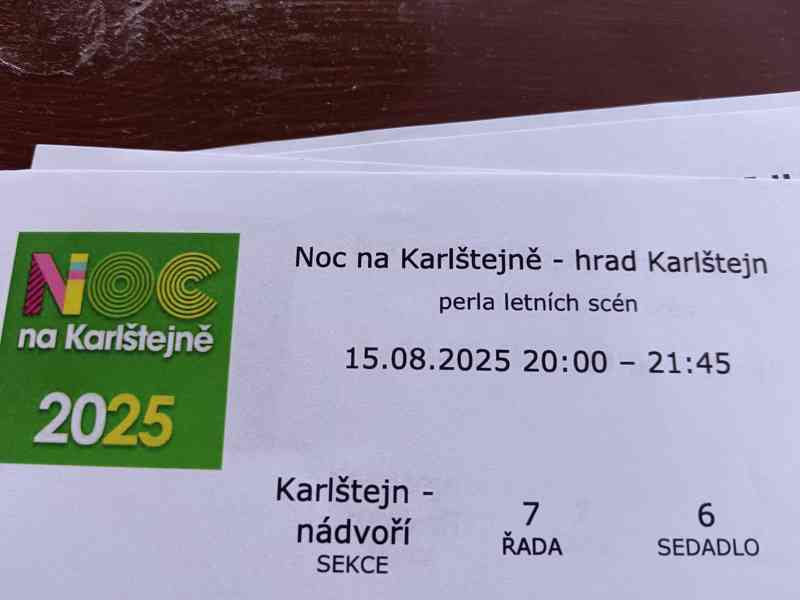 NOC
na Karlštejně
2025
Noc na Karlštejně - hrad Karlštejn
perla letních scén
15.08.2025 20:00 – 21:45
Karlštejn -
nádvoří
SEKCE
7
ŘADA
6
SEDADLO